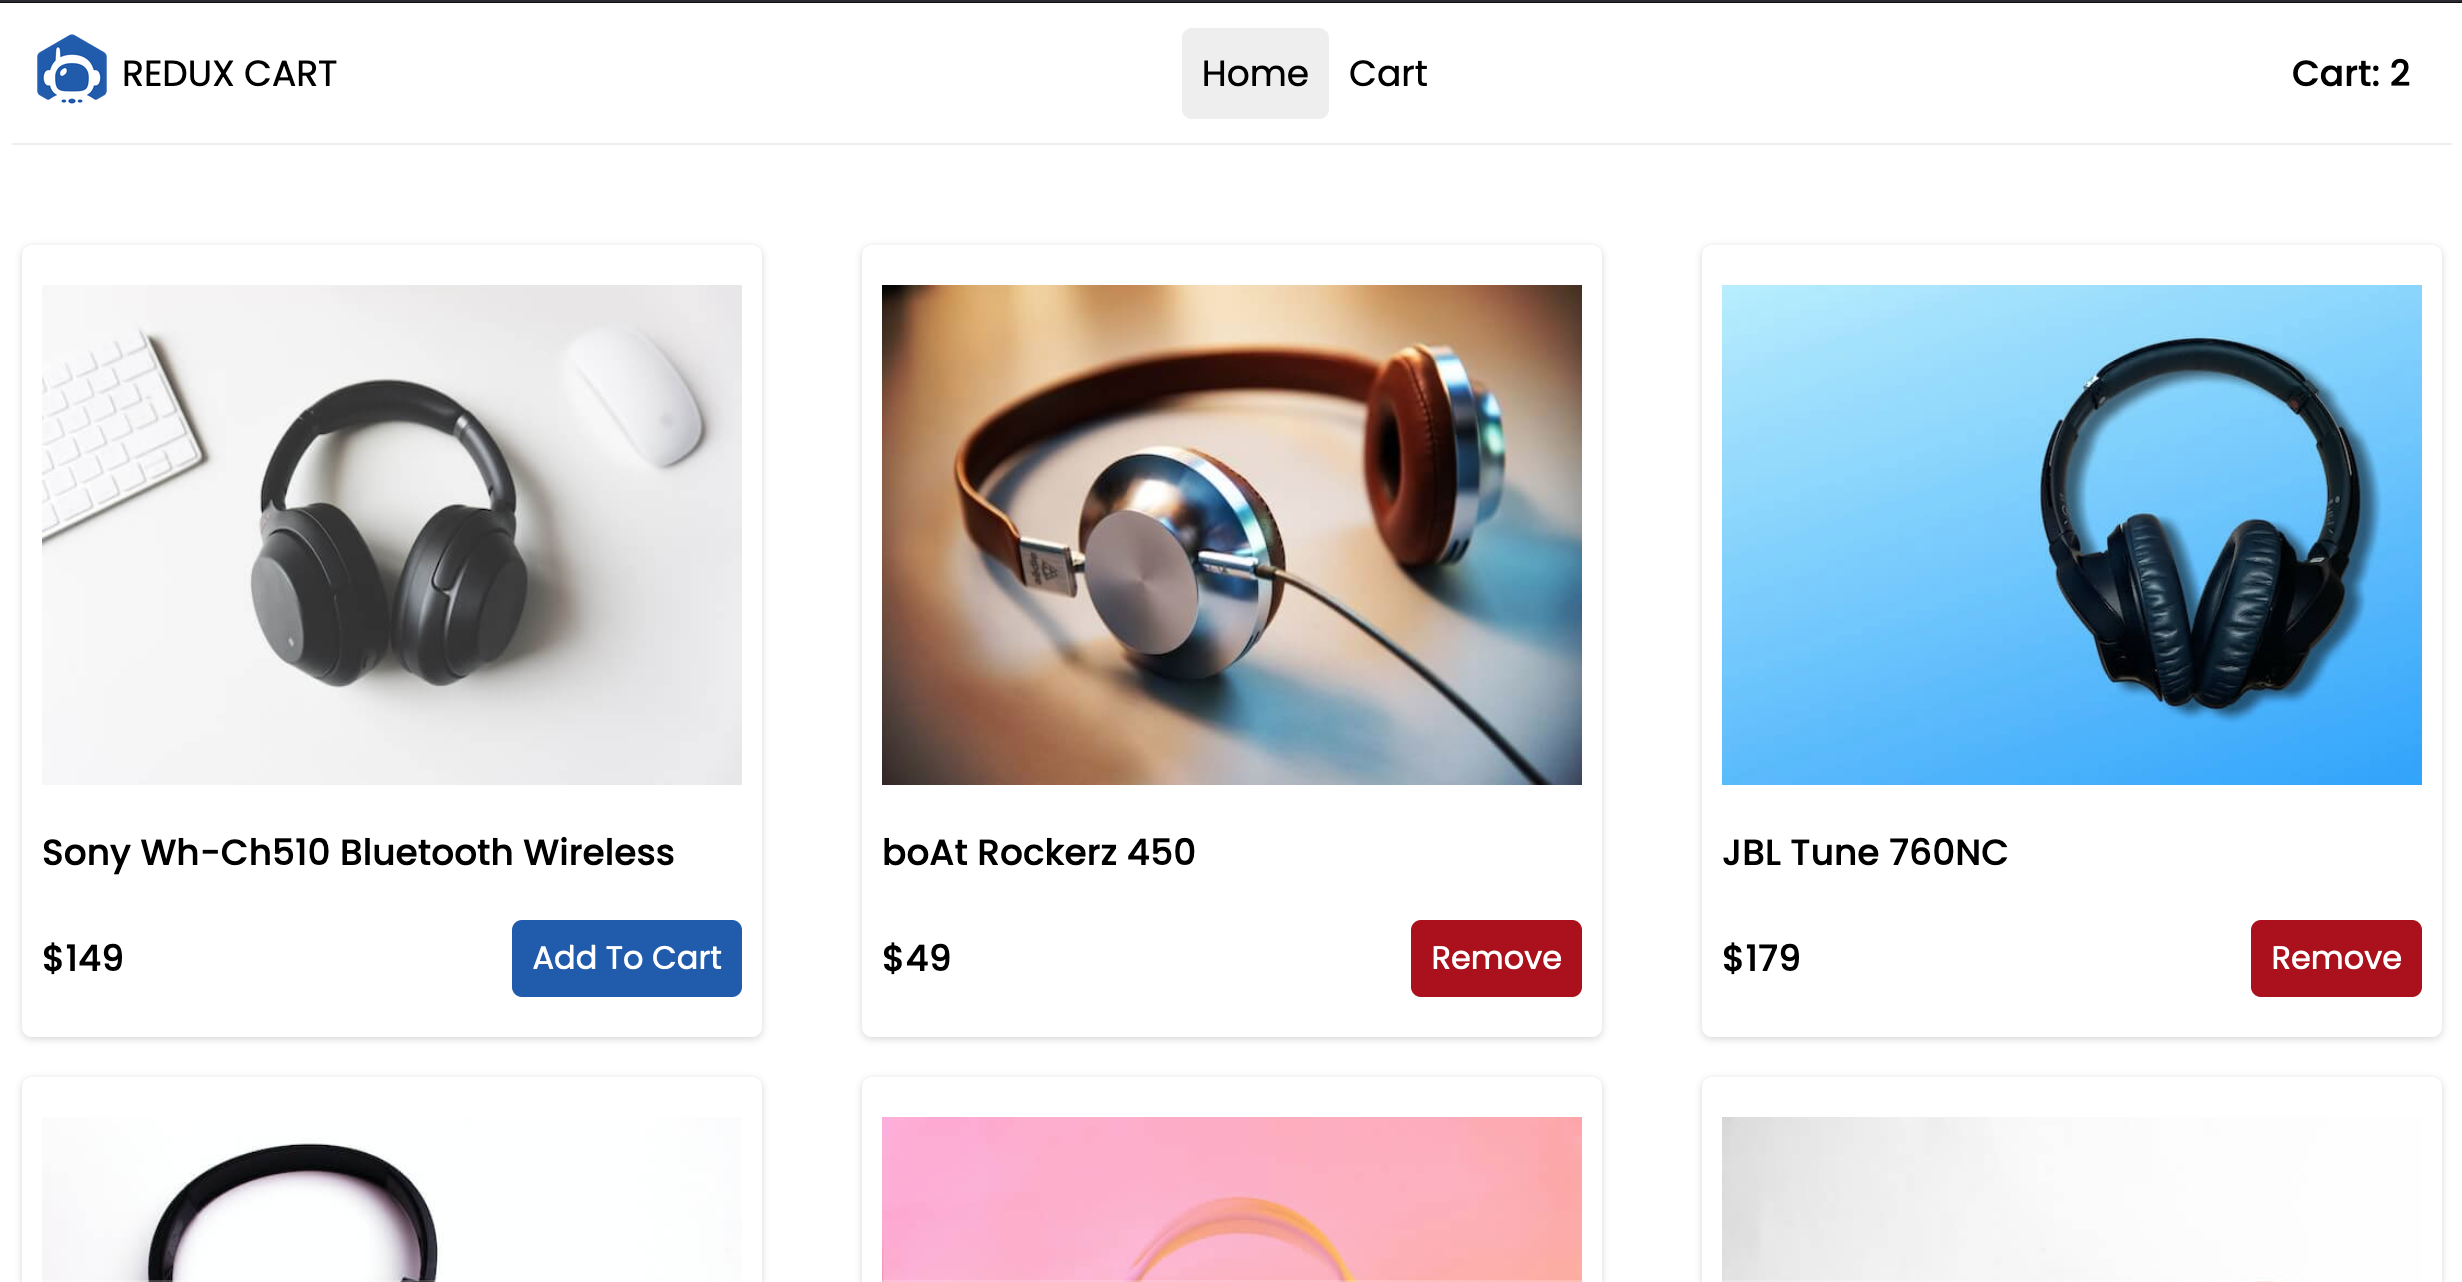 REDUX CART
Home
Cart
Cart: 2
Sony Wh-Ch510 Bluetooth Wireless
$149
Add To Cart
boAt Rockerz 450
$49
Remove
JBL Tune 760NC
$179
Remove